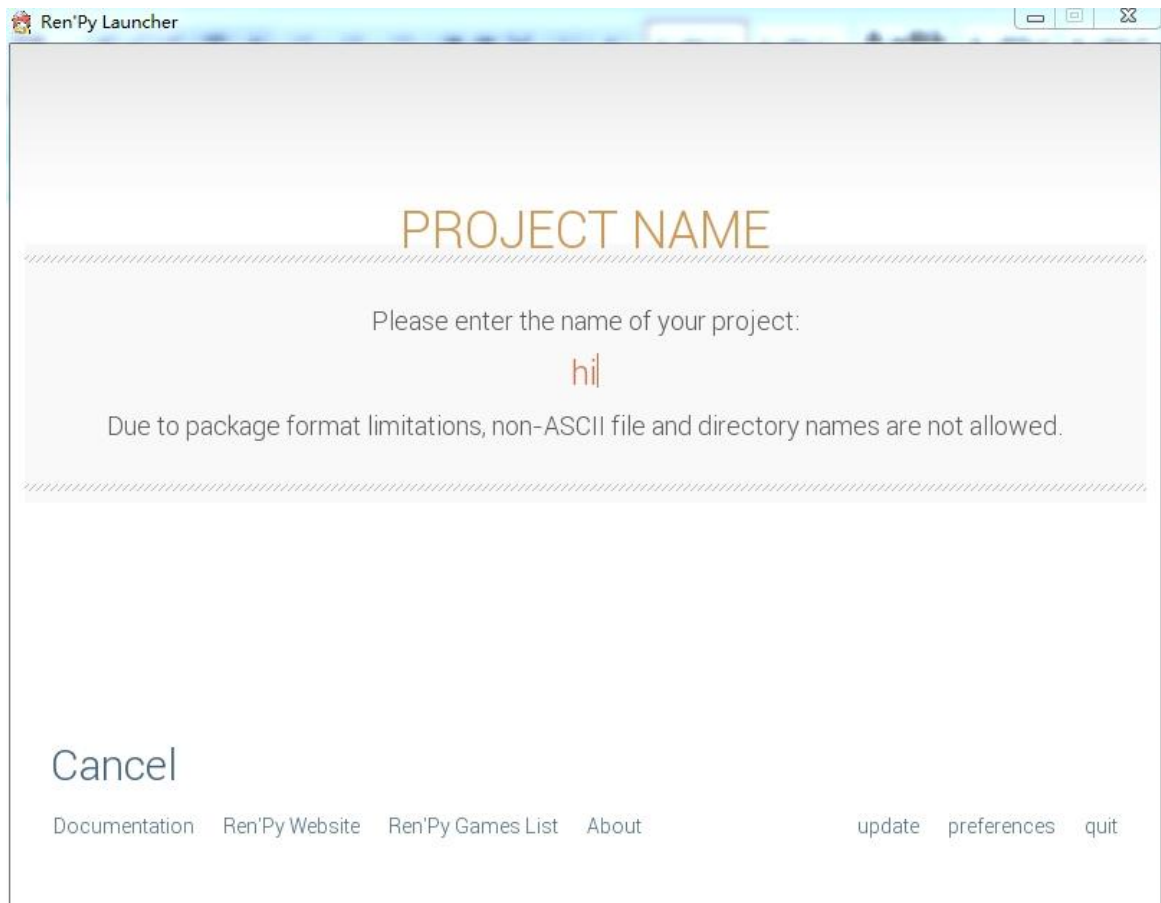 Ren'Py Launcher
PROJECT NAME
Please enter the name of your project:
hi
Due to package format limitations, non-ASCII file and directory names are not allowed.
Cancel
Documentation Ren'Py Website Ren'Py Games List About update preferences quit